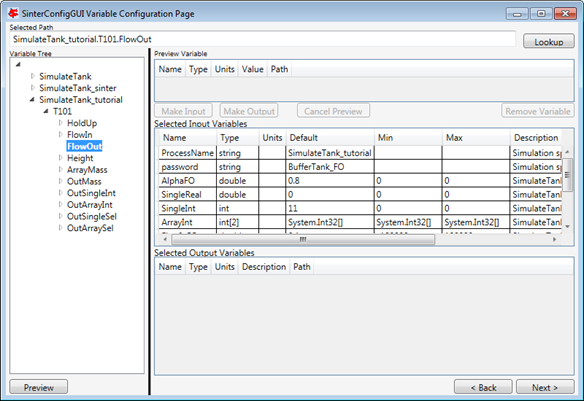 SinterConfigGUI Variable Configuration Page
Selected Path
SimulateTank_tutorial.T101.FlowOut
Lookup
Variable Tree
SimulateTank
SimulateTank_sinter
SimulateTank_tutorial
T101
HoldUp
FlowIn
FlowOut
Height
ArrayMass
OutMass
OutSingleInt
OutArrayInt
OutSingleSel
OutArraySel
Preview
Preview Variable
Name Type Units Value Path
Make Input Make Output Cancel Preview Remove Variable
Selected Input Variables
Name Type Units Default Min Max Description
ProcessName string SimulateTank_tutorial Simulation sp
password string BufferTank_FO Simulation sp
AlphaFO double 0.8 0 0 SimulateTank
SingleReal double 0 0 0 SimulateTank
SingleInt int 11 0 0 SimulateTank
ArrayInt int[2] System.Int32[] System.Int32[] System.Int32[] SimulateTank
Selected Output Variables
Name Type Units Description Path
< Back Next >